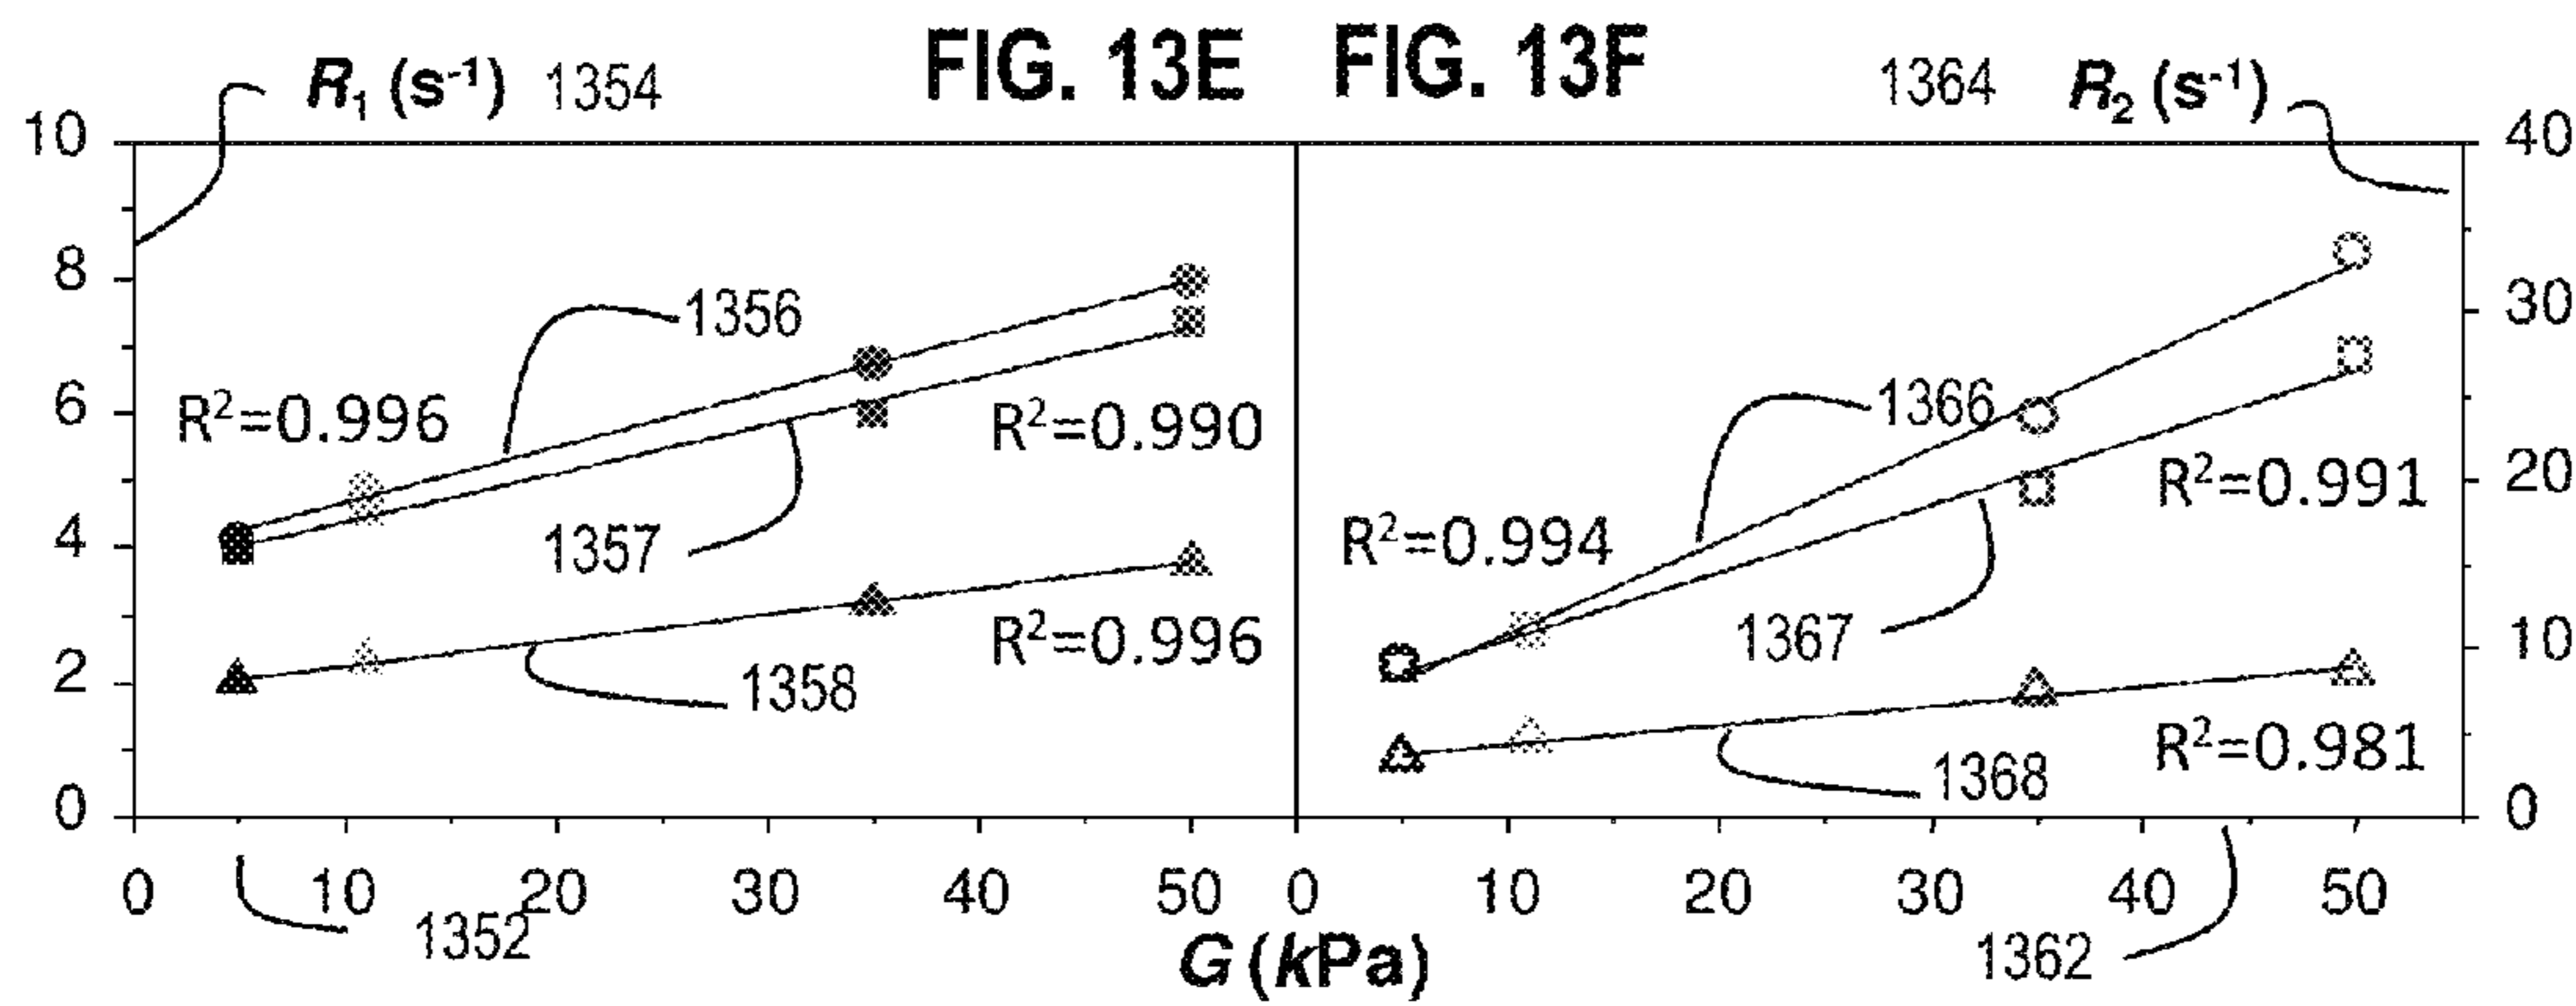 FIG. 13E FIG. 13F
R₁ (s⁻¹) 1354 1364 R₂ (s⁻¹)
10 40
8
1356 30
6 R²=0.996 R²=0.990 1366
R²=0.991 20
4 1357 R²=0.994
R²=0.996 1367 10
2 1358 R²=0.981
1368
0 0
0 10 20 30 40 50 0 10 20 30 40 50
1352 G (kPa) 1362